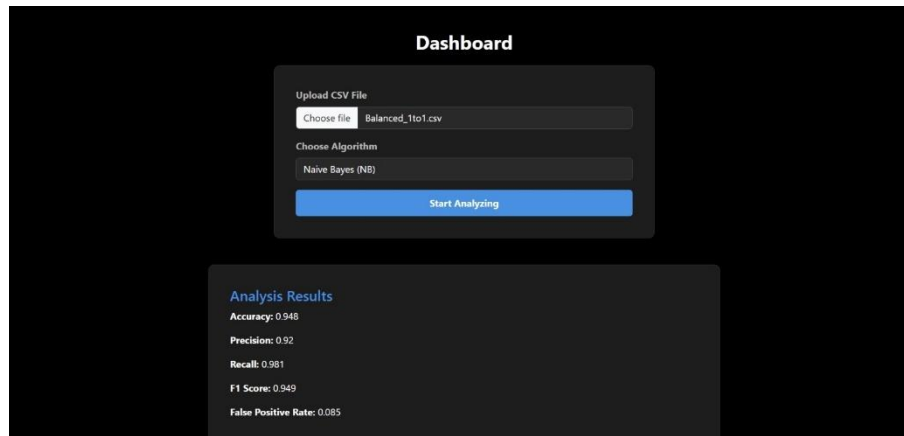 Dashboard
Upload CSV File
Choose file Balanced_1to1.csv
Choose Algorithm
Naive Bayes (NB)
Start Analyzing
Analysis Results
Accuracy: 0.948
Precision: 0.92
Recall: 0.981
F1 Score: 0.949
False Positive Rate: 0.085